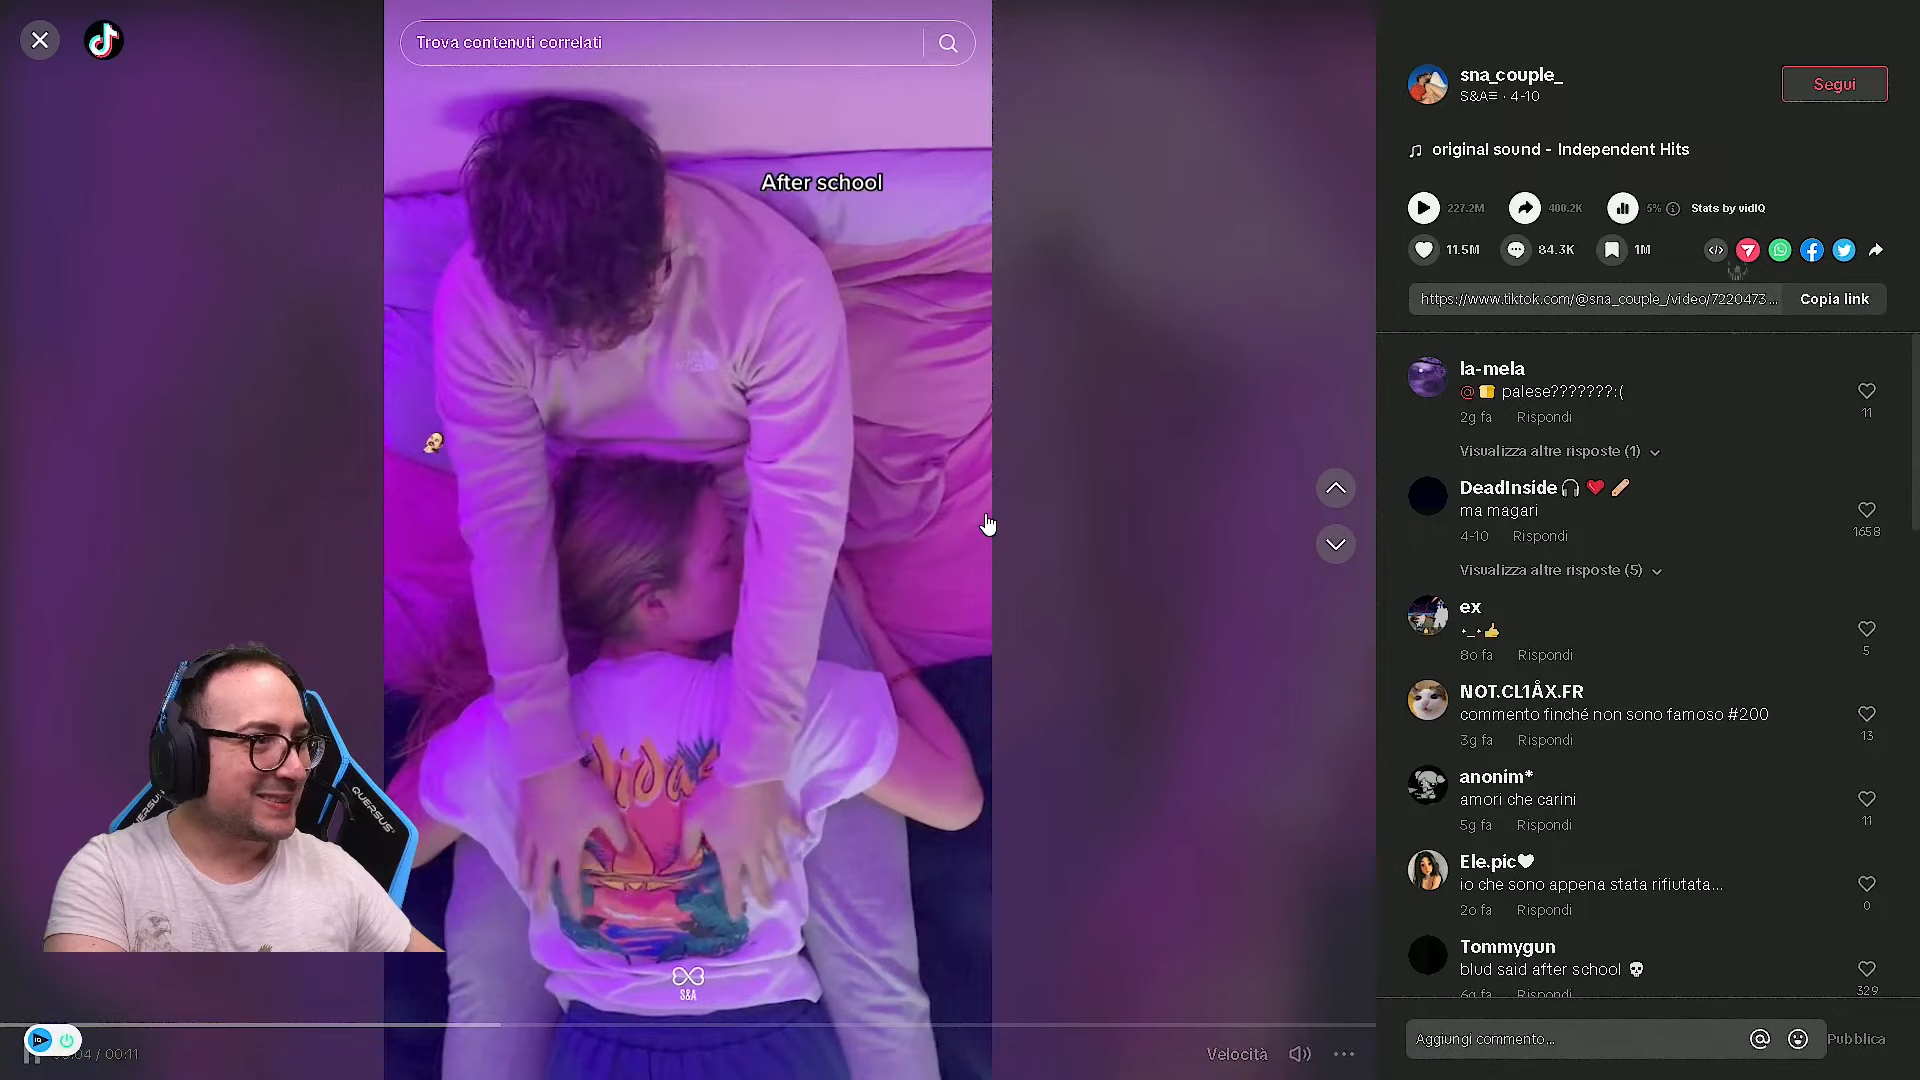 Trova contenuti correlati
After school
S&A
QUERSUS
QUERSUS
00:04 / 00:11
Velocità
sna_couple_
S&A · 4-10
Segui
original sound - Independent Hits
227.2M
400.2K
5%
Stats by vidIQ
11.5M
84.3K
1M
https://www.tiktok.com/@sna_couple_/video/7220473...
Copia link
la-mela
@🍞 palese???????:(
2g fa Rispondi
11
Visualizza altre risposte (1)
DeadInside🎧❤️🩹
ma magari
4-10 Rispondi
1658
Visualizza altre risposte (5)
ex
•_•👍
8o fa Rispondi
5
NOT.CL1ÅX.FR
commento finché non sono famoso #200
3g fa Rispondi
13
anonim*
amori che carini
5g fa Rispondi
11
Ele.pic🖤
io che sono appena stata rifiutata...
2o fa Rispondi
0
Tommygun
blud said after school 💀
6g fa Rispondi
329
Aggiungi commento...
Pubblica